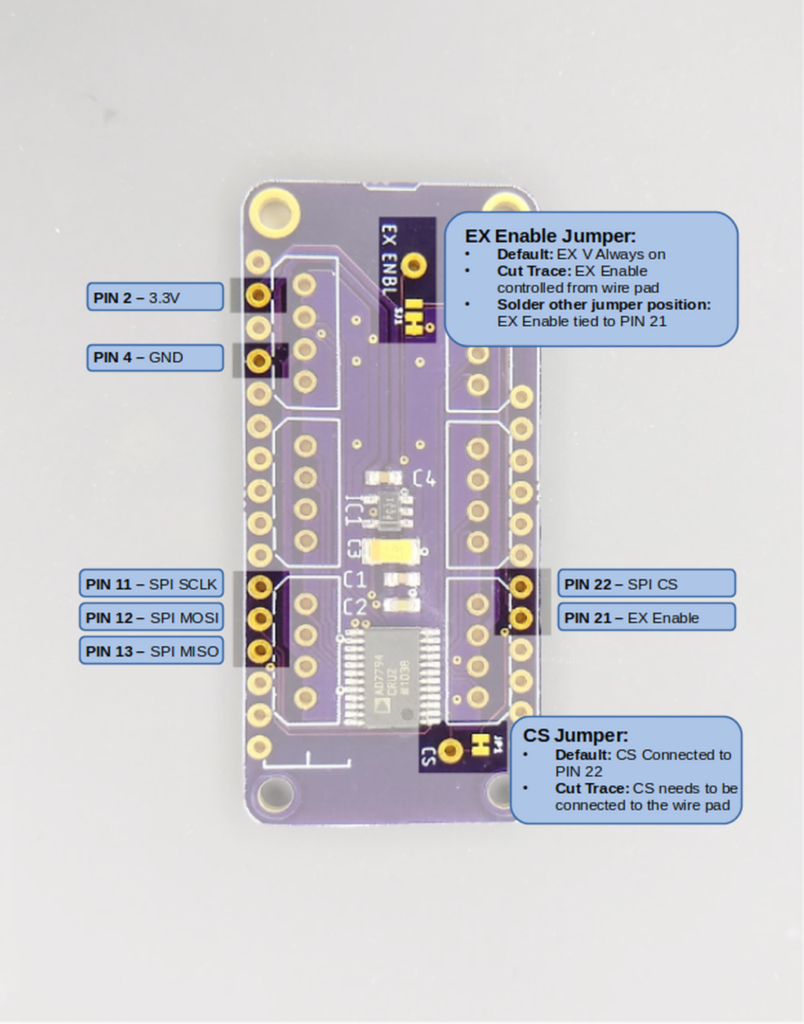 EX Enable Jumper:
• Default: EX V Always on
• Cut Trace: EX Enable
controlled from wire pad
• Solder other jumper position:
EX Enable tied to PIN 21
EX ENBL
SJ1
PIN 2 – 3.3V
PIN 4 – GND
C4
IC1
C3
C1
C2
PIN 11 – SPI SCLK
PIN 12 – SPI MOSI
PIN 13 – SPI MISO
PIN 22 – SPI CS
PIN 21 – EX Enable
AD7794
CRUZ
#1038
CS
JP1
CS Jumper:
• Default: CS Connected to
PIN 22
• Cut Trace: CS needs to be
connected to the wire pad